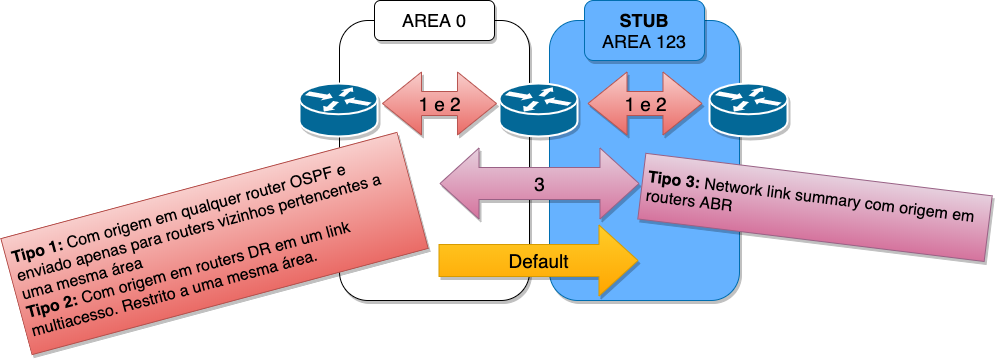 AREA 0
STUB
AREA 123
1 e 2
1 e 2
3
Default
Tipo 1: Com origem em qualquer router OSPF e
enviado apenas para routers vizinhos pertencentes a
uma mesma área
Tipo 2: Com origem em routers DR em um link
multiacesso. Restrito a uma mesma área.
Tipo 3: Network link summary com origem em
routers ABR